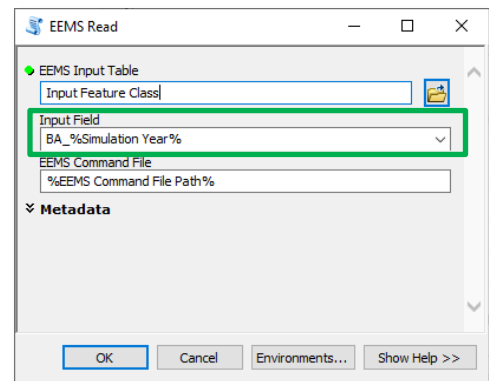 EEMS Read
EEMS Input Table
Input Feature Class
Input Field
BA_%Simulation Year%
EEMS Command File
%EEMS Command File Path%
Metadata
OK Cancel Environments... Show Help >>